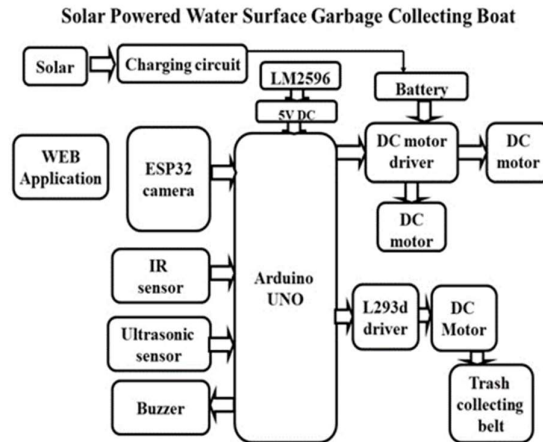 Solar Powered Water Surface Garbage Collecting Boat
Solar
Charging circuit
LM2596
Battery
5V DC
WEB
Application
ESP32
camera
DC motor
driver
DC
motor
DC
motor
IR
sensor
Arduino
UNO
L293d
driver
DC
Motor
Ultrasonic
sensor
Buzzer
Trash
collecting
belt